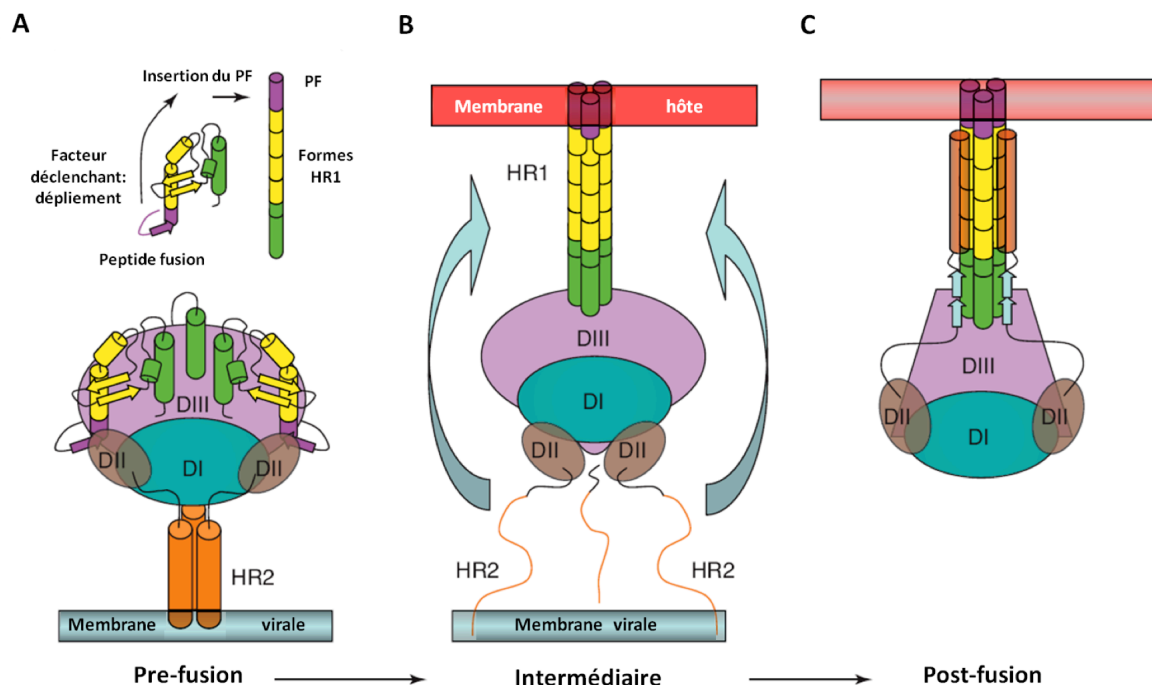 A
Insertion du PF
PF
Facteur
déclenchant:
dépliement
Formes
HR1
Peptide fusion
DIII
DII
DI
DII
HR2
Membrane virale
Pre-fusion
B
Membrane hôte
HR1
DIII
DI
DII
DII
HR2
HR2
Membrane virale
Intermédiaire
C
DIII
DII
DII
DI
Post-fusion